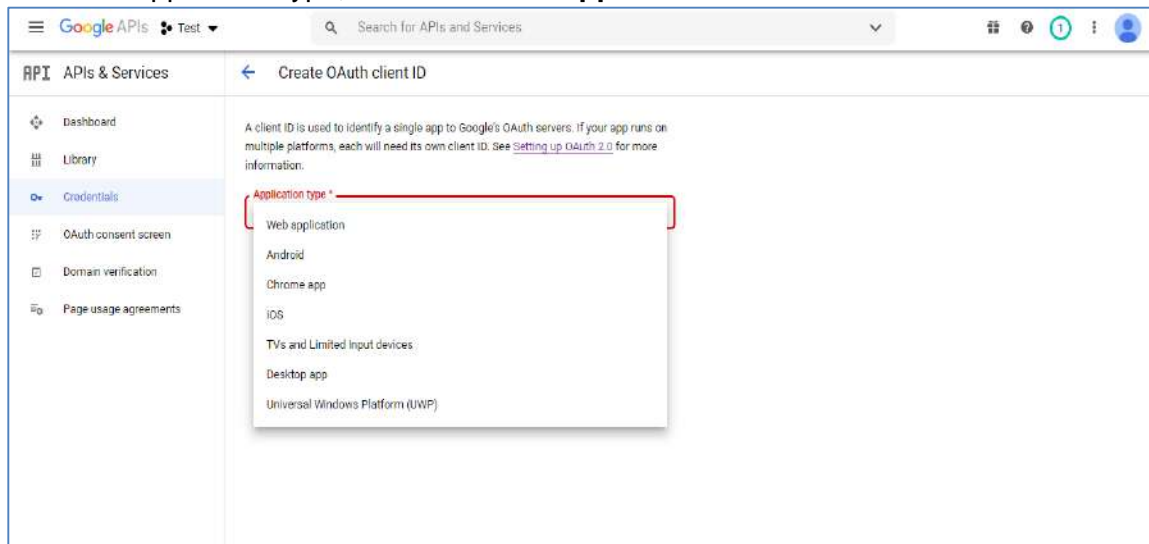 Google APIs
Test
Search for APIs and Services
1
API APIs & Services
Create OAuth client ID
Dashboard
Library
Credentials
OAuth consent screen
Domain verification
Page usage agreements
A client ID is used to identify a single app to Google's OAuth servers. If your app runs on
multiple platforms, each will need its own client ID. See Setting up OAuth 2.0 for more
information.
Application type *
Web application
Android
Chrome app
iOS
TVs and Limited Input devices
Desktop app
Universal Windows Platform (UWP)